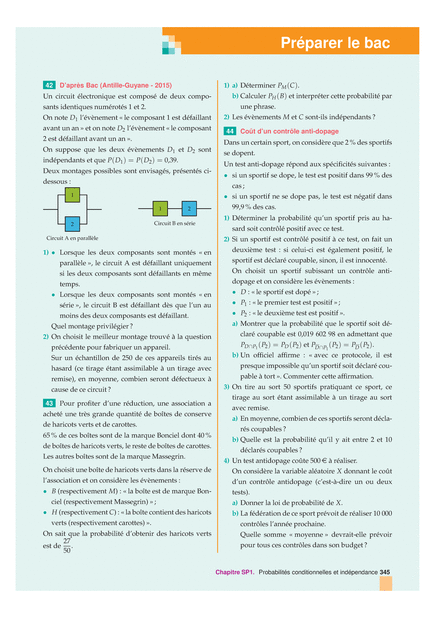 Préparer le bac
42 D'après Bac (Antille-Guyane - 2015)
Un circuit électronique est composé de deux compo-
sants identiques numérotés 1 et 2.
On note D₁ l'évènement « le composant 1 est défaillant
avant un an » et on note D₂ l'évènement « le composant
2 est défaillant avant un an ».
On suppose que les deux évènements D₁ et D₂ sont
indépendants et que P(D₁) = P(D₂) = 0,39.
Deux montages possibles sont envisagés, présentés ci-
dessous :
1
2
Circuit A en parallèle
1
2
Circuit B en série
1) • Lorsque les deux composants sont montés « en
parallèle », le circuit A est défaillant uniquement
si les deux composants sont défaillants en même
temps.
• Lorsque les deux composants sont montés « en
série », le circuit B est défaillant dès que l'un au
moins des deux composants est défaillant.
Quel montage privilégier ?
2) On choisit le meilleur montage trouvé à la question
précédente pour fabriquer un appareil.
Sur un échantillon de 250 de ces appareils tirés au
hasard (ce tirage étant assimilable à un tirage avec
remise), en moyenne, combien seront défectueux à
cause de ce circuit ?
43 Pour profiter d'une réduction, une association a
acheté une très grande quantité de boîtes de conserve
de haricots verts et de carottes.
65 % de ces boîtes sont de la marque Bonciel dont 40 %
de boîtes de haricots verts, le reste de boîtes de carottes.
Les autres boîtes sont de la marque Massegrin.
On choisit une boîte de haricots verts dans la réserve de
l'association et on considère les évènements :
• B (respectivement M) : « la boîte est de marque Bon-
ciel (respectivement Massegrin) » ;
• H (respectivement C) : « la boîte contient des haricots
verts (respectivement carottes) ».
On sait que la probabilité d'obtenir des haricots verts
est de 27/50.
1) a) Déterminer P_M(C).
b) Calculer P_H(B) et interpréter cette probabilité par
une phrase.
2) Les évènements M et C sont-ils indépendants ?
44 Coût d'un contrôle anti-dopage
Dans un certain sport, on considère que 2 % des sportifs
se dopent.
Un test anti-dopage répond aux spécificités suivantes :
• si un sportif se dope, le test est positif dans 99 % des
cas ;
• si un sportif ne se dope pas, le test est négatif dans
99,9 % des cas.
1) Déterminer la probabilité qu'un sportif pris au ha-
sard soit contrôlé positif avec ce test.
2) Si un sportif est contrôlé positif à ce test, on fait un
deuxième test : si celui-ci est également positif, le
sportif est déclaré coupable, sinon, il est innocenté.
On choisit un sportif subissant un contrôle anti-
dopage et on considère les évènements :
• D : « le sportif est dopé » ;
• P₁ : « le premier test est positif » ;
• P₂ : « le deuxième test est positif ».
a) Montrer que la probabilité que le sportif soit dé-
claré coupable est 0,019 602 98 en admettant que
P_{D∩P₁}(P₂) = P_D(P₂) et P_{D̅∩P₁}(P₂) = P_{D̅}(P₂).
b) Un officiel affirme : « avec ce protocole, il est
presque impossible qu'un sportif soit déclaré cou-
pable à tort ». Commenter cette affirmation.
3) On tire au sort 50 sportifs pratiquant ce sport, ce
tirage au sort étant assimilable à un tirage au sort
avec remise.
a) En moyenne, combien de ces sportifs seront décla-
rés coupables ?
b) Quelle est la probabilité qu'il y ait entre 2 et 10
déclarés coupables ?
4) Un test antidopage coûte 500 € à réaliser.
On considère la variable aléatoire X donnant le coût
d'un contrôle antidopage (c'est-à-dire un ou deux
tests).
a) Donner la loi de probabilité de X.
b) La fédération de ce sport prévoit de réaliser 10 000
contrôles l'année prochaine.
Quelle somme « moyenne » devrait-elle prévoir
pour tous ces contrôles dans son budget ?
Chapitre SP1. Probabilités conditionnelles et indépendance 345